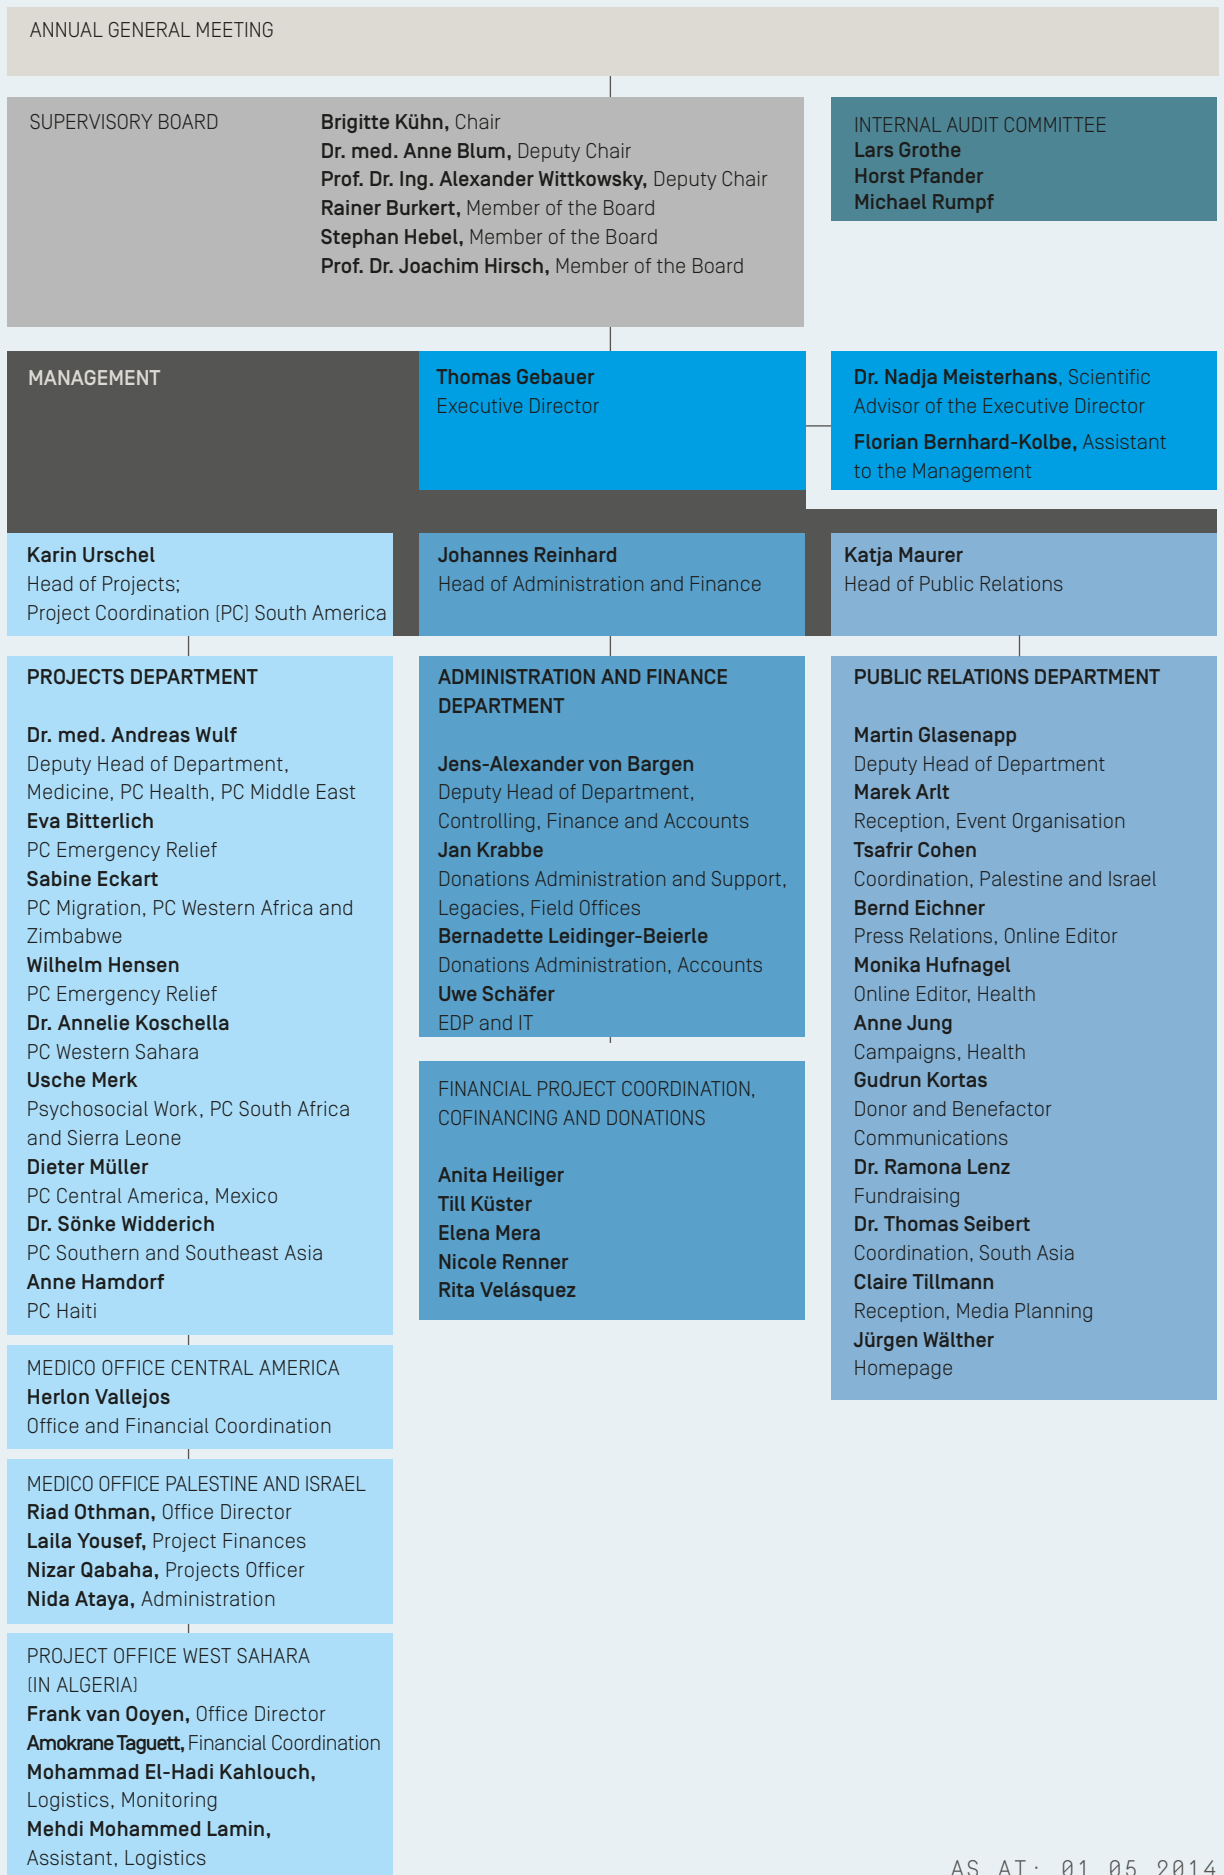 ANNUAL GENERAL MEETING
SUPERVISORY BOARD
Brigitte Kühn, Chair
Dr. med. Anne Blum, Deputy Chair
Prof. Dr. Ing. Alexander Wittkowsky, Deputy Chair
Rainer Burkert, Member of the Board
Stephan Hebel, Member of the Board
Prof. Dr. Joachim Hirsch, Member of the Board
INTERNAL AUDIT COMMITTEE
Lars Grothe
Horst Pfander
Michael Rumpf
MANAGEMENT
Thomas Gebauer
Executive Director
Dr. Nadja Meisterhans, Scientific
Advisor of the Executive Director
Florian Bernhard-Kolbe, Assistant
to the Management
Karin Urschel
Head of Projects;
Project Coordination (PC) South America
Johannes Reinhard
Head of Administration and Finance
Katja Maurer
Head of Public Relations
PROJECTS DEPARTMENT
Dr. med. Andreas Wulf
Deputy Head of Department,
Medicine, PC Health, PC Middle East
Eva Bitterlich
PC Emergency Relief
Sabine Eckart
PC Migration, PC Western Africa and
Zimbabwe
Wilhelm Hensen
PC Emergency Relief
Dr. Annelie Koschella
PC Western Sahara
Usche Merk
Psychosocial Work, PC South Africa
and Sierra Leone
Dieter Müller
PC Central America, Mexico
Dr. Sönke Widderich
PC Southern and Southeast Asia
Anne Hamdorf
PC Haiti
MEDICO OFFICE CENTRAL AMERICA
Herlon Vallejos
Office and Financial Coordination
MEDICO OFFICE PALESTINE AND ISRAEL
Riad Othman, Office Director
Laila Yousef, Project Finances
Nizar Qabaha, Projects Officer
Nida Ataya, Administration
PROJECT OFFICE WEST SAHARA
(IN ALGERIA)
Frank van Ooyen, Office Director
Amokrane Taguett, Financial Coordination
Mohammad El-Hadi Kahlouch,
Logistics, Monitoring
Mehdi Mohammed Lamin,
Assistant, Logistics
ADMINISTRATION AND FINANCE
DEPARTMENT
Jens-Alexander von Bargen
Deputy Head of Department,
Controlling, Finance and Accounts
Jan Krabbe
Donations Administration and Support,
Legacies, Field Offices
Bernadette Leidinger-Beierle
Donations Administration, Accounts
Uwe Schäfer
EDP and IT
FINANCIAL PROJECT COORDINATION,
COFINANCING AND DONATIONS
Anita Heiliger
Till Küster
Elena Mera
Nicole Renner
Rita Velásquez
PUBLIC RELATIONS DEPARTMENT
Martin Glasenapp
Deputy Head of Department
Marek Arlt
Reception, Event Organisation
Tsafrir Cohen
Coordination, Palestine and Israel
Bernd Eichner
Press Relations, Online Editor
Monika Hufnagel
Online Editor, Health
Anne Jung
Campaigns, Health
Gudrun Kortas
Donor and Benefactor
Communications
Dr. Ramona Lenz
Fundraising
Dr. Thomas Seibert
Coordination, South Asia
Claire Tillmann
Reception, Media Planning
Jürgen Wälther
Homepage
AS AT: 01.05.2014